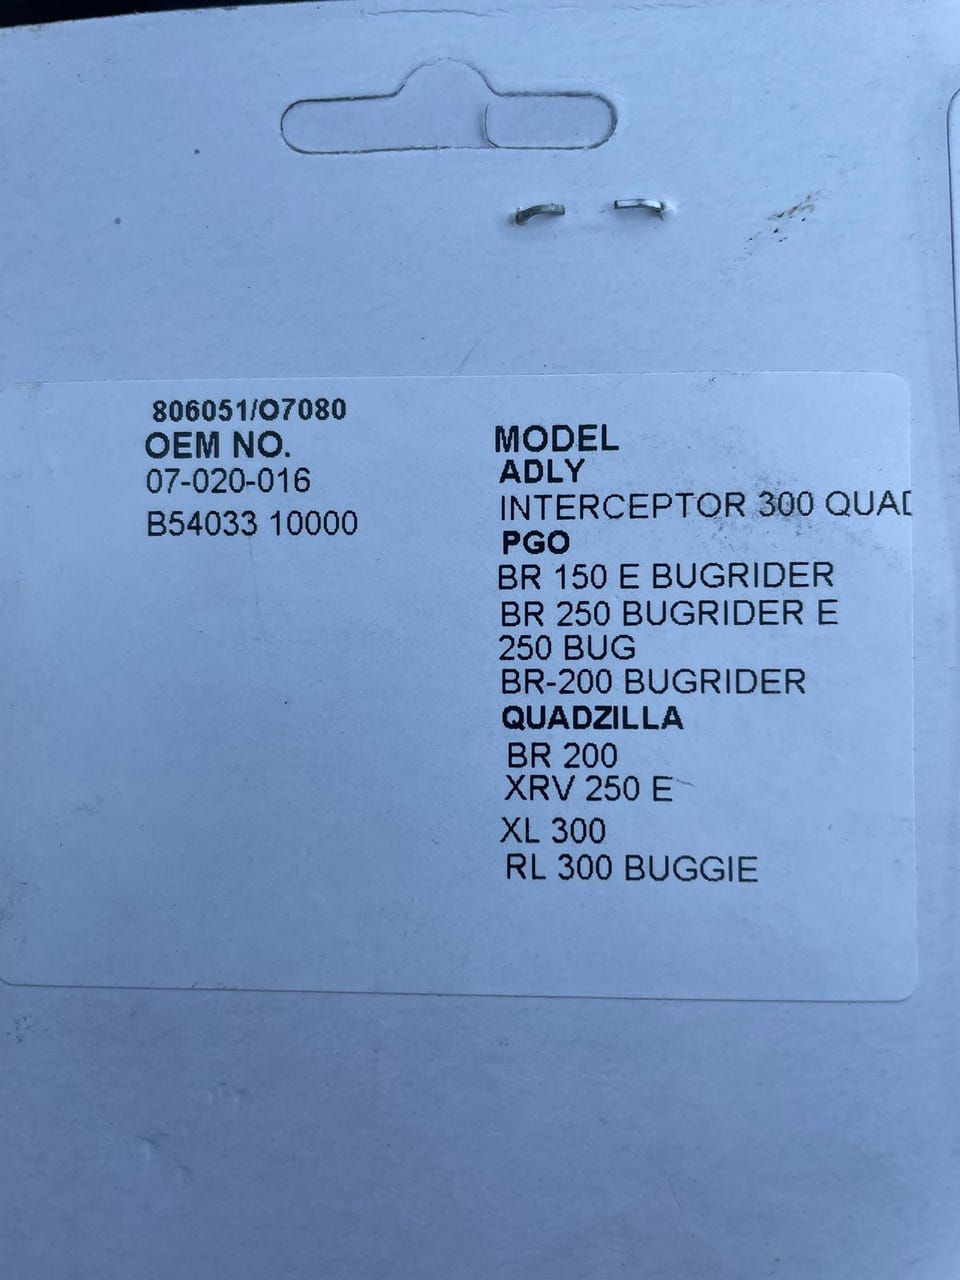 806051/O7080
OEM NO.
07-020-016
B54033 10000
MODEL
ADLY
INTERCEPTOR 300 QUAD
PGO
BR 150 E BUGRIDER
BR 250 BUGRIDER E
250 BUG
BR-200 BUGRIDER
QUADZILLA
BR 200
XRV 250 E
XL 300
RL 300 BUGGIE